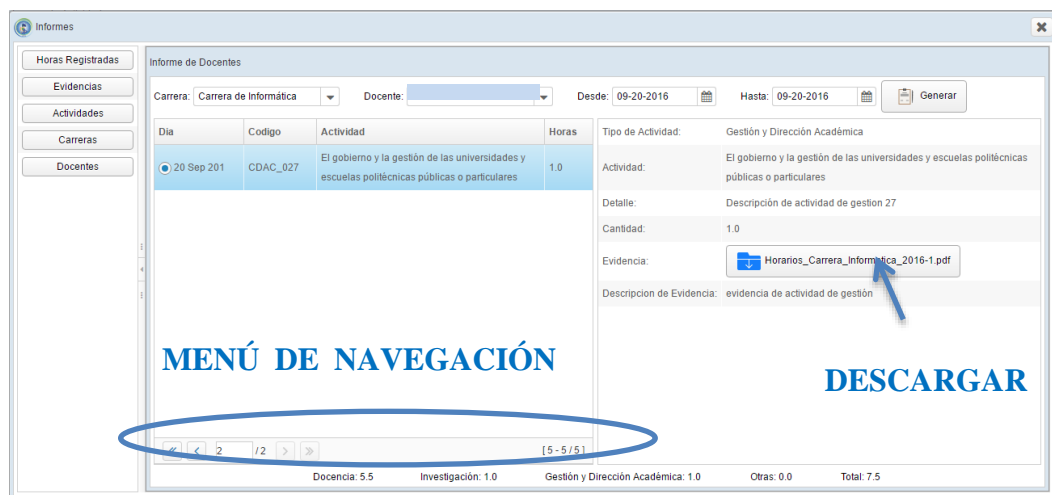 Informes
Horas Registradas
Evidencias
Actividades
Carreras
Docentes
Informe de Docentes
Carrera: Carrera de Informática Docente: Desde: 09-20-2016 Hasta: 09-20-2016 Generar
Dia Codigo Actividad Horas
20 Sep 201 CDAC_027 El gobierno y la gestión de las universidades y
escuelas politécnicas públicas o particulares 1.0
Tipo de Actividad: Gestión y Dirección Académica
Actividad: El gobierno y la gestión de las universidades y escuelas politécnicas
públicas o particulares
Detalle: Descripción de actividad de gestion 27
Cantidad: 1.0
Evidencia: Horarios_Carrera_Informatica_2016-1.pdf
Descripcion de Evidencia: evidencia de actividad de gestión
MENÚ DE NAVEGACIÓN
DESCARGAR
2 /2 [ 5 - 5 / 5 ]
Docencia: 5.5 Investigación: 1.0 Gestión y Dirección Académica: 1.0 Otras: 0.0 Total: 7.5